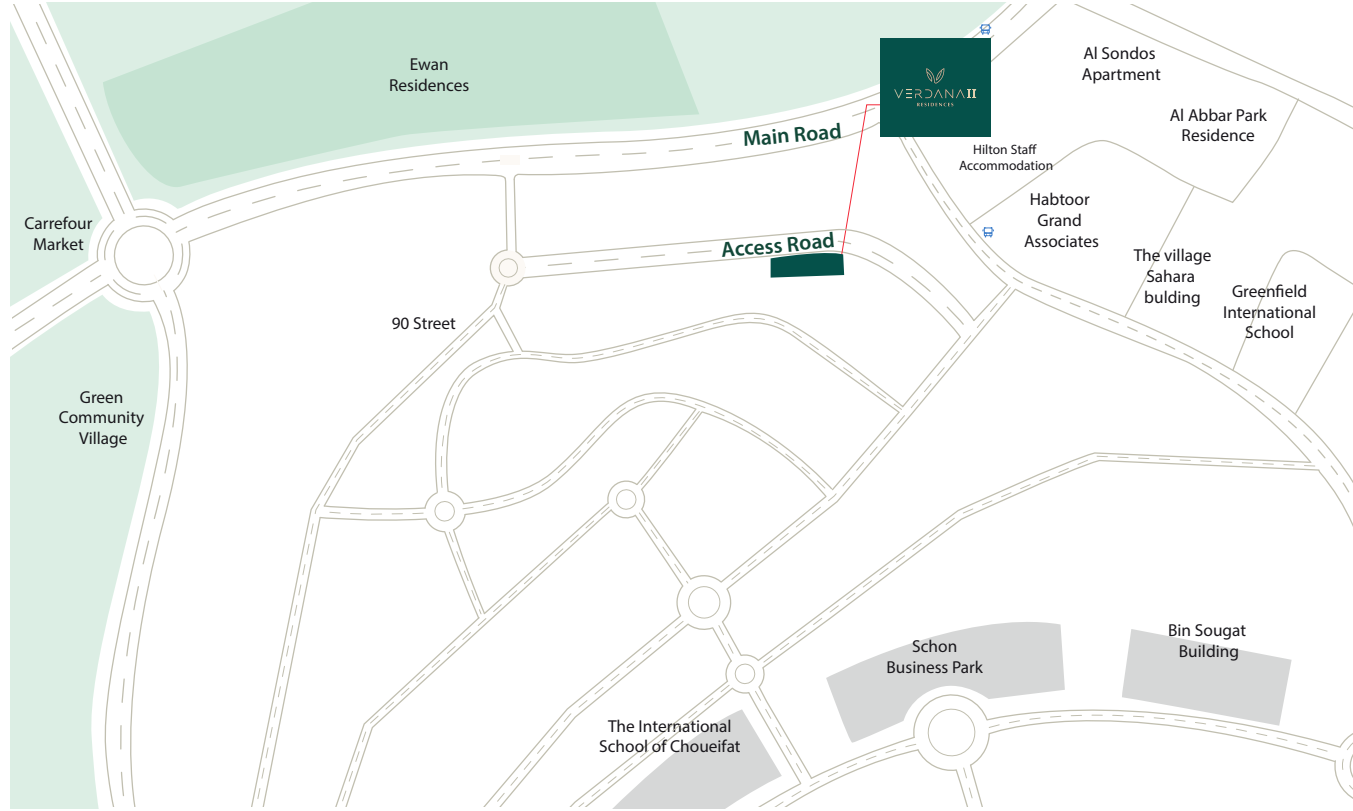 Ewan
Residences
VERDANA II
RESIDENCES
Al Sondos
Apartment
Al Abbar Park
Residence
Main Road
Hilton Staff
Accommodation
Habtoor
Grand
Associates
Carrefour
Market
Access Road
The village
Sahara
bulding
Greenfield
International
School
90 Street
Green
Community
Village
Schon
Business Park
Bin Sougat
Building
The International
School of Choueifat